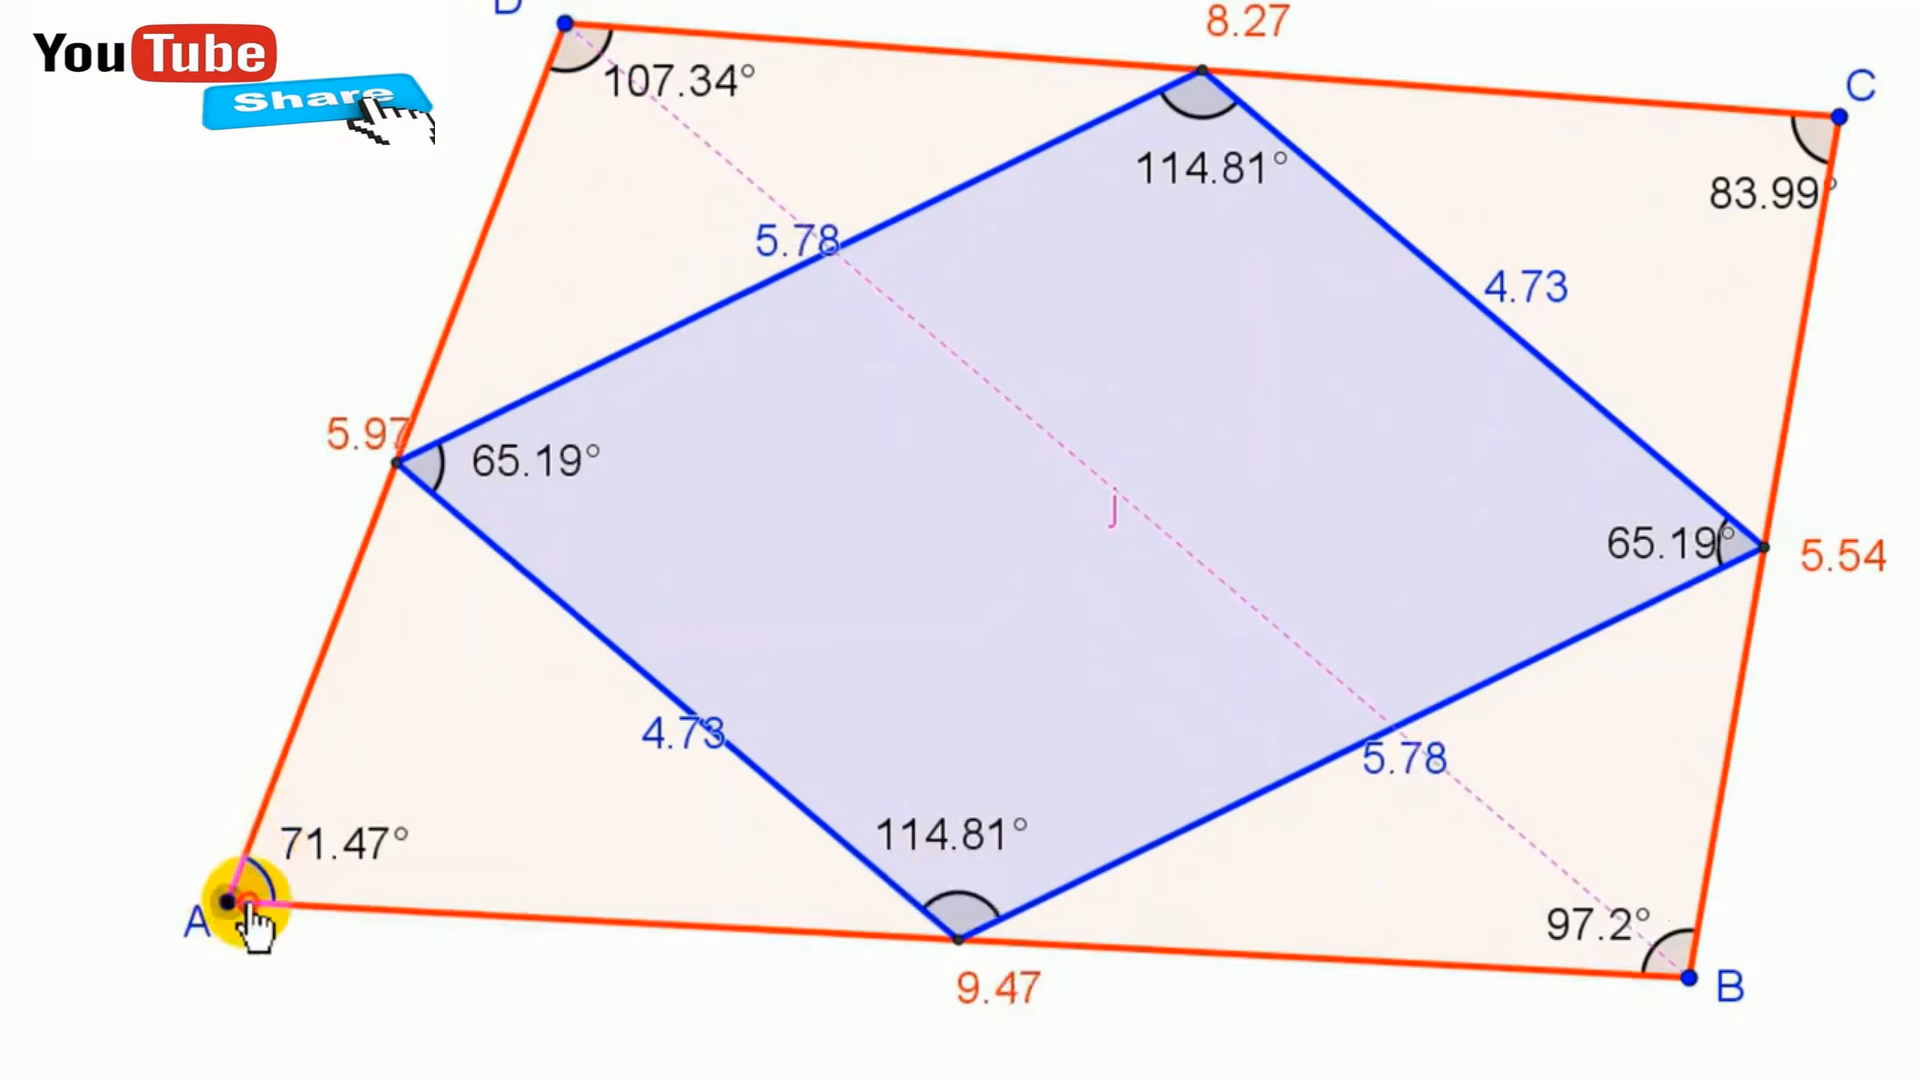 D
8.27
YouTube
Share
107.34°
C
114.81°
83.99°
5.78
4.73
5.97
65.19°
j
65.19°
5.54
4.73
5.78
114.81°
71.47°
A
97.2°
9.47
B